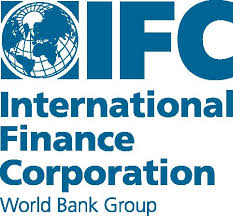 IFC
International
Finance
Corporation
World Bank Group